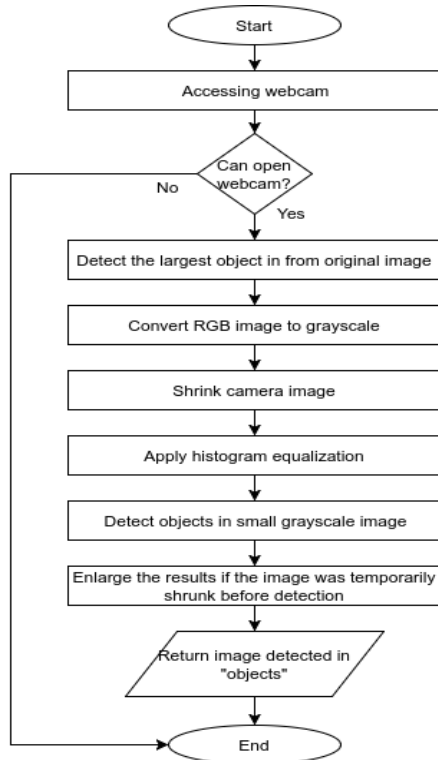 Start
Accessing webcam
Can open
webcam?
No
Yes
Detect the largest object in from original image
Convert RGB image to grayscale
Shrink camera image
Apply histogram equalization
Detect objects in small grayscale image
Enlarge the results if the image was temporarily
shrunk before detection
Return image detected in
"objects"
End